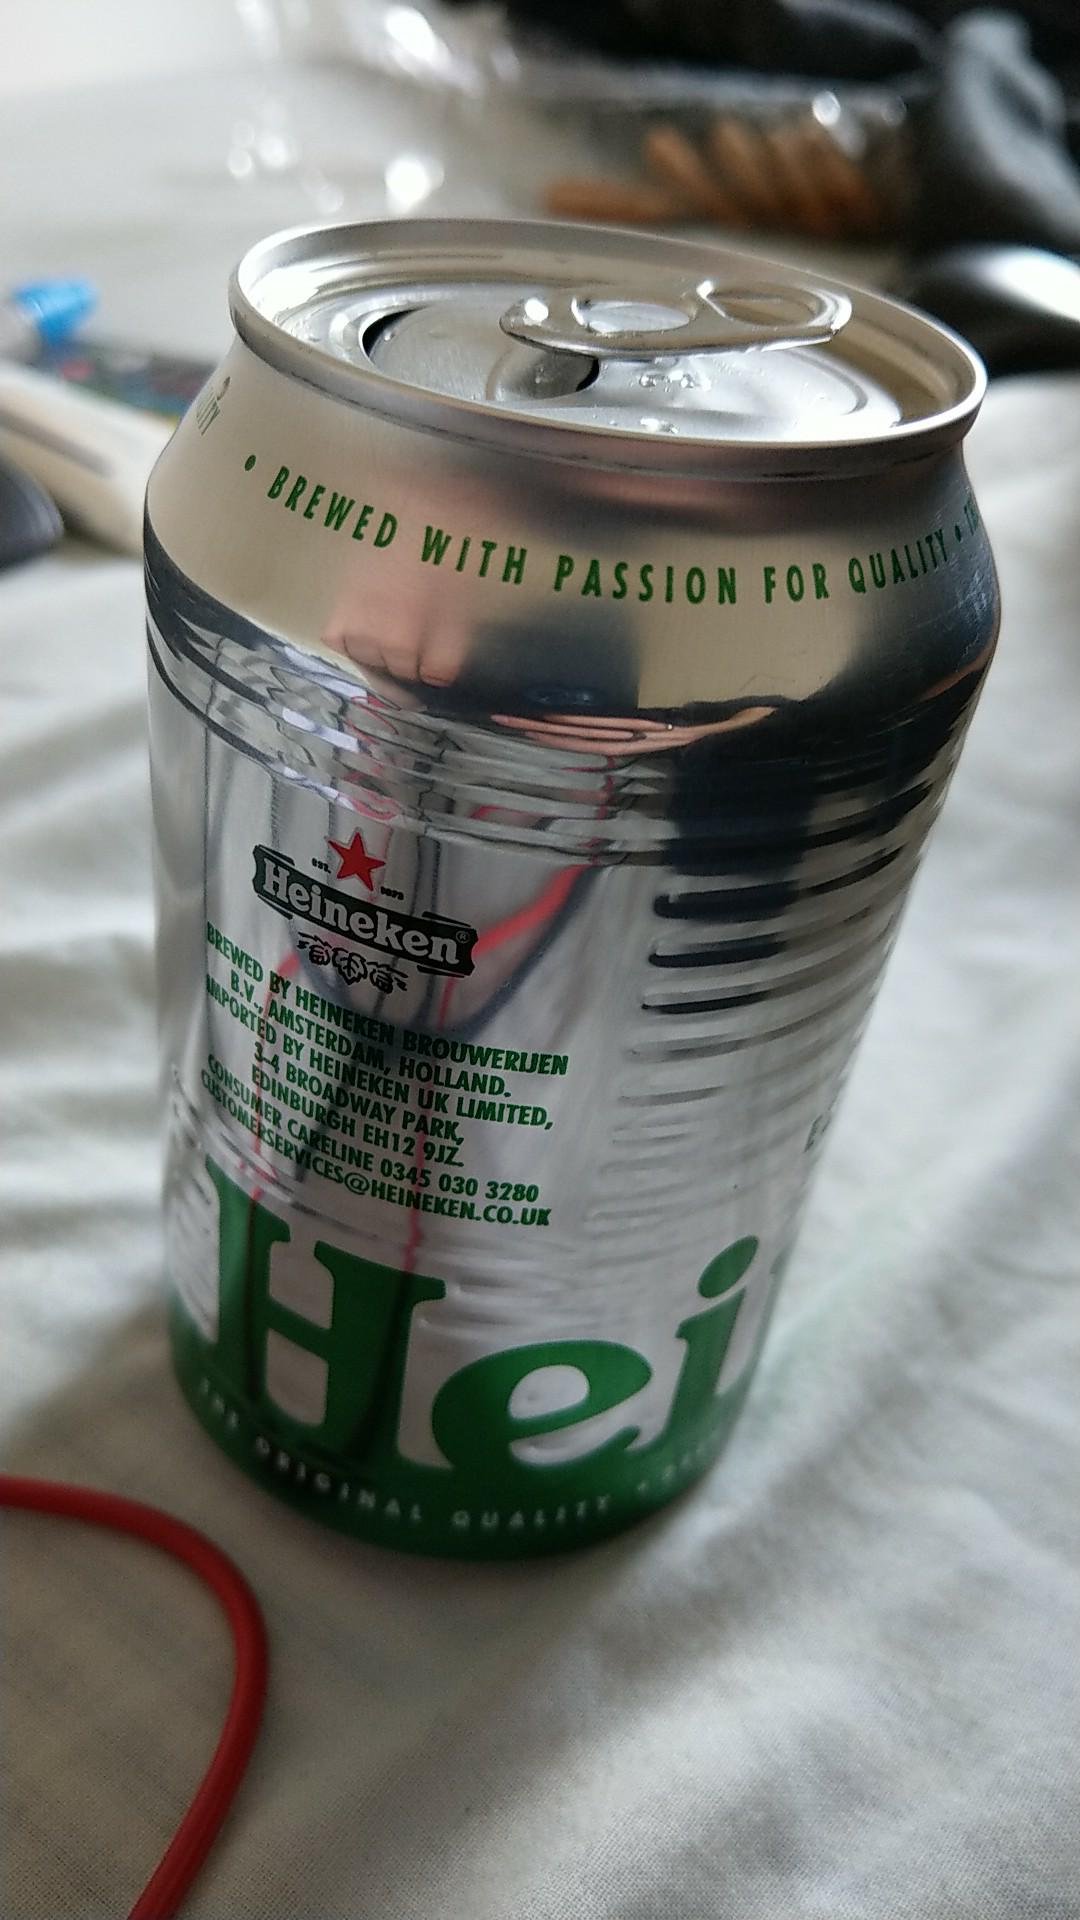 • BREWED WITH PASSION FOR QUALITY •
EST. 1873
Heineken®
BREWED BY HEINEKEN BROUWERIJEN
B.V., AMSTERDAM, HOLLAND.
IMPORTED BY HEINEKEN UK LIMITED,
3-4 BROADWAY PARK,
EDINBURGH EH12 9JZ.
CONSUMER CARELINE 0345 030 3280
CUSTOMERSERVICES@HEINEKEN.CO.UK
Hei
THE ORIGINAL QUALITY •